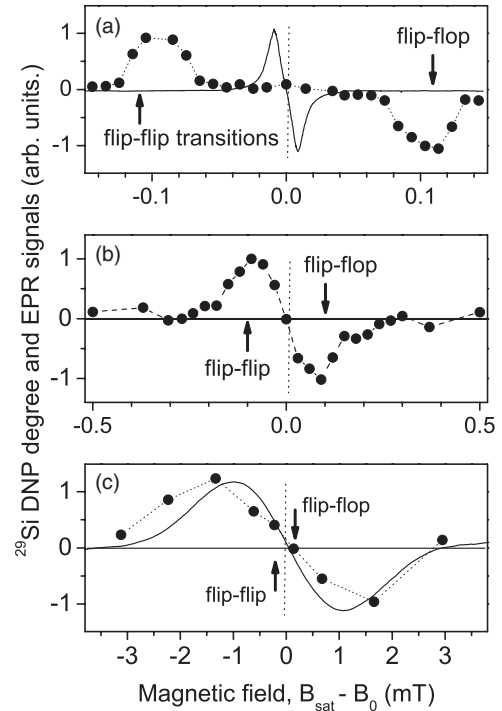 ²⁹Si DNP degree and EPR signals (arb. units.)
(a)
flip-flop
flip-flip transitions
1
0
-1
-0.1
0.0
0.1
(b)
flip-flop
flip-flip
1
0
-1
-0.5
0.0
0.5
(c)
flip-flop
flip-flip
1
0
-1
-3
-2
-1
0
1
2
3
Magnetic field, B_sat - B_0 (mT)